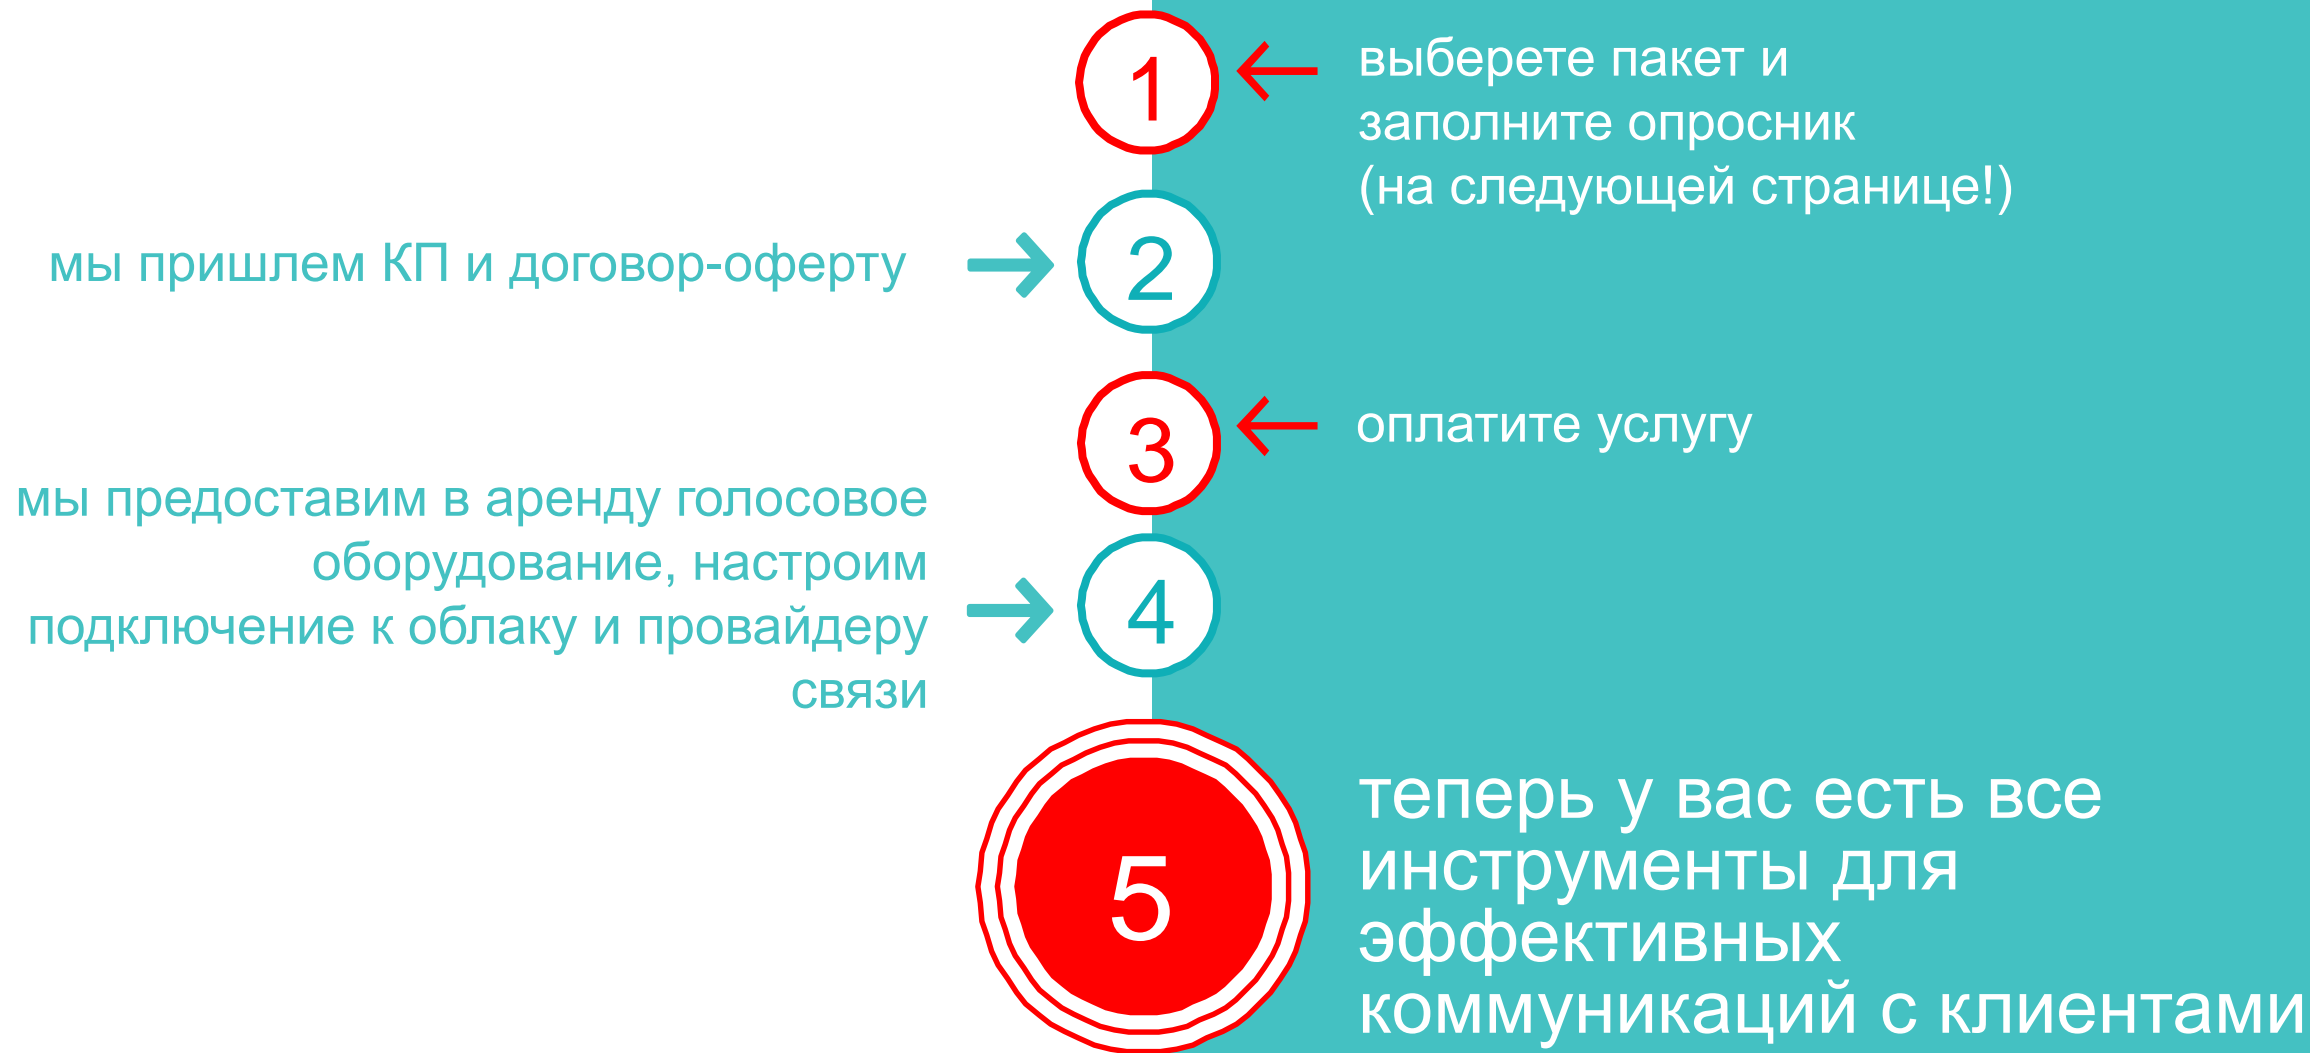 1
выберете пакет и
заполните опросник
(на следующей странице!)
мы пришлем КП и договор-оферту
2
3
оплатите услугу
мы предоставим в аренду голосовое
оборудование, настроим
подключение к облаку и провайдеру
связи
4
5
теперь у вас есть все
инструменты для
эффективных
коммуникаций с клиентами